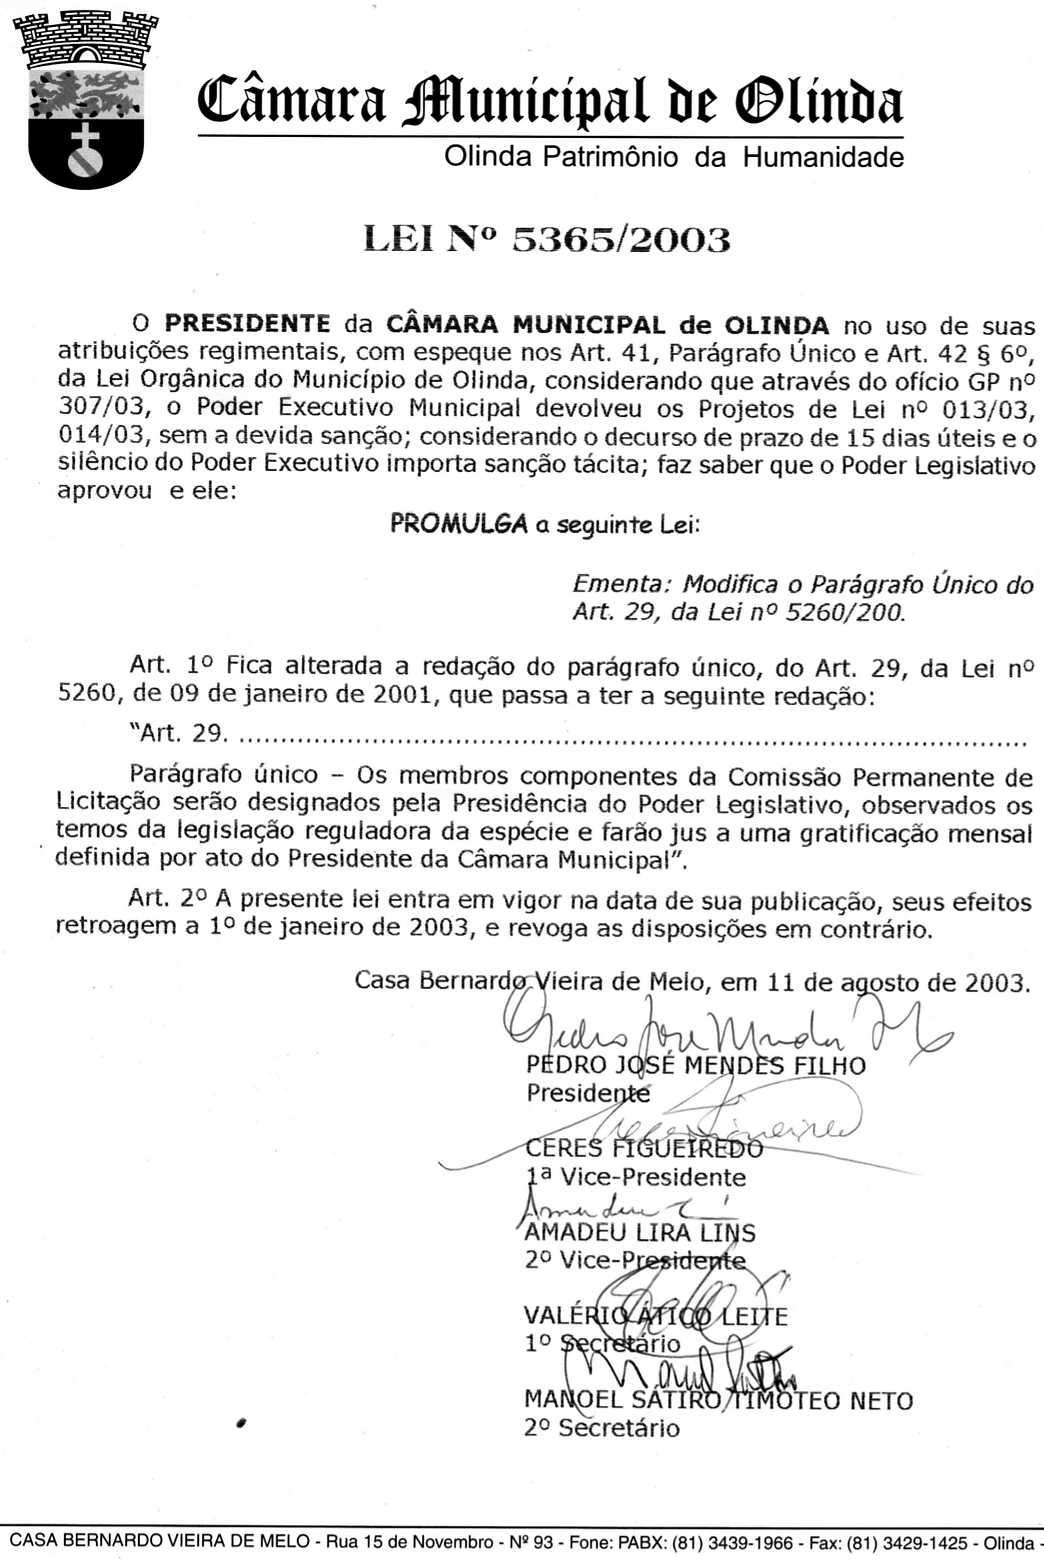 Câmara Municipal de Olinda
Olinda Patrimônio da Humanidade
LEI Nº 5365/2003
O PRESIDENTE da CÂMARA MUNICIPAL de OLINDA no uso de suas
atribuições regimentais, com espeque nos Art. 41, Parágrafo Único e Art. 42 § 6º,
da Lei Orgânica do Município de Olinda, considerando que através do ofício GP nº
307/03, o Poder Executivo Municipal devolveu os Projetos de Lei nº 013/03,
014/03, sem a devida sanção; considerando o decurso de prazo de 15 dias úteis e o
silêncio do Poder Executivo importa sanção tácita; faz saber que o Poder Legislativo
aprovou e ele:
PROMULGA a seguinte Lei:
Ementa: Modifica o Parágrafo Único do
Art. 29, da Lei nº 5260/200.
Art. 1º Fica alterada a redação do parágrafo único, do Art. 29, da Lei nº
5260, de 09 de janeiro de 2001, que passa a ter a seguinte redação:
“Art. 29. ................................................................................................
Parágrafo único – Os membros componentes da Comissão Permanente de
Licitação serão designados pela Presidência do Poder Legislativo, observados os
temos da legislação reguladora da espécie e farão jus a uma gratificação mensal
definida por ato do Presidente da Câmara Municipal”.
Art. 2º A presente lei entra em vigor na data de sua publicação, seus efeitos
retroagem a 1º de janeiro de 2003, e revoga as disposições em contrário.
Casa Bernardo Vieira de Melo, em 11 de agosto de 2003.
PEDRO JOSÉ MENDES FILHO
Presidente
CERES FIGUEIREDO
1ª Vice-Presidente
AMADEU LIRA LINS
2º Vice-Presidente
VALÉRIO ÁTICO LEITE
1º Secretário
MANOEL SÁTIRO TIMÓTEO NETO
2º Secretário
CASA BERNARDO VIEIRA DE MELO - Rua 15 de Novembro - Nº 93 - Fone: PABX: (81) 3439-1966 - Fax: (81) 3429-1425 - Olinda -